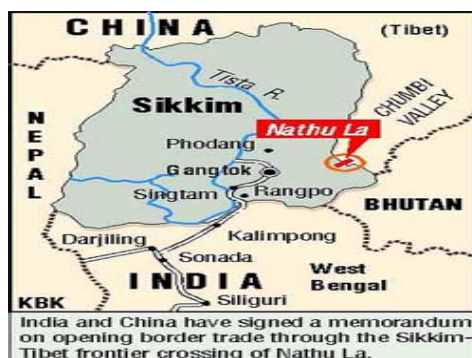 CHINA
(Tibet)
Tista R.
Sikkim
CHUMBI
VALLEY
Nathu La
NEPAL
Phodang
Gangtok
Singtam
Rangpo
BHUTAN
Kalimpong
Darjiling
Sonada
INDIA
West
Bengal
KBK
Siliguri
India and China have signed a memorandum
on opening border trade through the Sikkim-
Tibet frontier crossing of Nathu La.